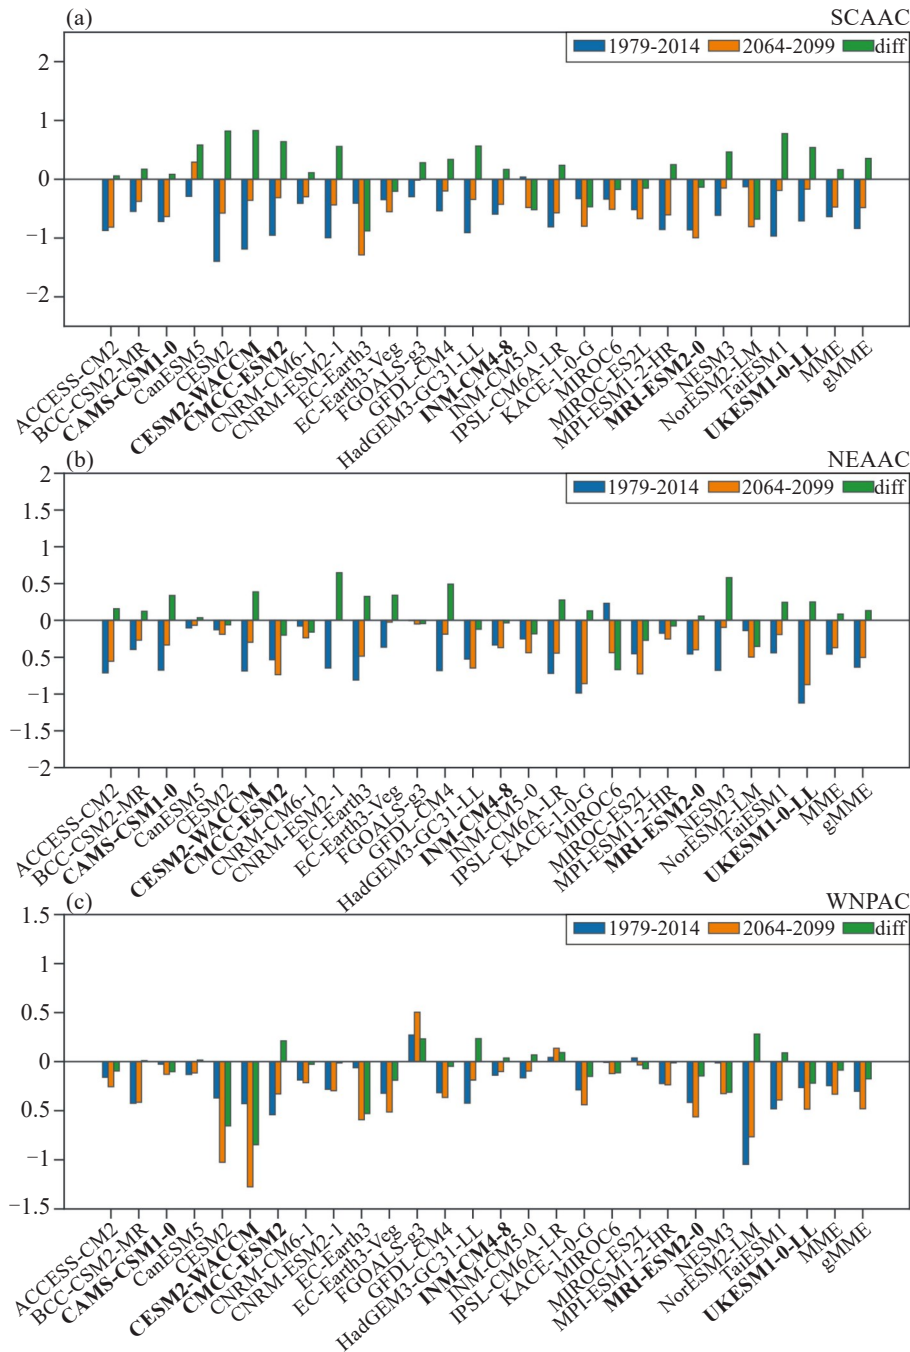 (a) SCAAC
1979-2014 2064-2099 diff
2
1
0
−1
−2
ACCESS-CM2
BCC-CSM2-MR
CAMS-CSM1-0
CanESM5
CESM2
CESM2-WACCM
CMCC-ESM2
CNRM-CM6-1
CNRM-ESM2-1
EC-Earth3
EC-Earth3-Veg
FGOALS-g3
GFDL-CM4
HadGEM3-GC31-LL
INM-CM4-8
INM-CM5-0
IPSL-CM6A-LR
KACE-1-0-G
MIROC6
MIROC-ES2L
MPI-ESM1-2-HR
MRI-ESM2-0
NESM3
NorESM2-LM
TaiESM1
UKESM1-0-LL
MME
gMME
(b) NEAAC
1979-2014 2064-2099 diff
2
1.5
1
0.5
0
0.5
−1
−1.5
−2
ACCESS-CM2
BCC-CSM2-MR
CAMS-CSM1-0
CanESM5
CESM2
CESM2-WACCM
CMCC-ESM2
CNRM-CM6-1
CNRM-ESM2-1
EC-Earth3
EC-Earth3-Veg
FGOALS-g3
GFDL-CM4
HadGEM3-GC31-LL
INM-CM4-8
INM-CM5-0
IPSL-CM6A-LR
KACE-1-0-G
MIROC6
MIROC-ES2L
MPI-ESM1-2-HR
MRI-ESM2-0
NESM3
NorESM2-LM
TaiESM1
UKESM1-0-LL
MME
gMME
(c) WNPAC
1979-2014 2064-2099 diff
1.5
1
0.5
0
0.5
−1
−1.5
ACCESS-CM2
BCC-CSM2-MR
CAMS-CSM1-0
CanESM5
CESM2
CESM2-WACCM
CMCC-ESM2
CNRM-CM6-1
CNRM-ESM2-1
EC-Earth3
EC-Earth3-Veg
FGOALS-g3
GFDL-CM4
HadGEM3-GC31-LL
INM-CM4-8
INM-CM5-0
IPSL-CM6A-LR
KACE-1-0-G
MIROC6
MIROC-ES2L
MPI-ESM1-2-HR
MRI-ESM2-0
NESM3
NorESM2-LM
TaiESM1
UKESM1-0-LL
MME
gMME